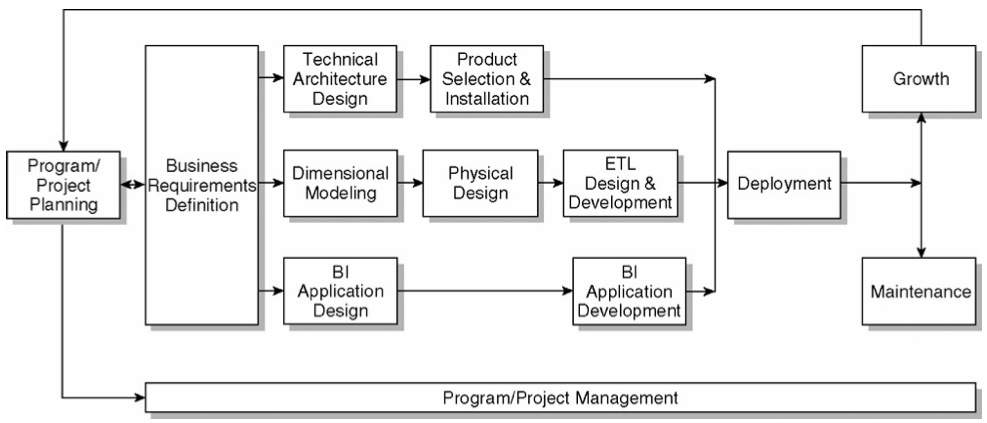 Technical
Architecture
Design
Product
Selection &
Installation
Growth
Program/
Project
Planning
Business
Requirements
Definition
Dimensional
Modeling
Physical
Design
ETL
Design &
Development
Deployment
BI
Application
Design
BI
Application
Development
Maintenance
Program/Project Management